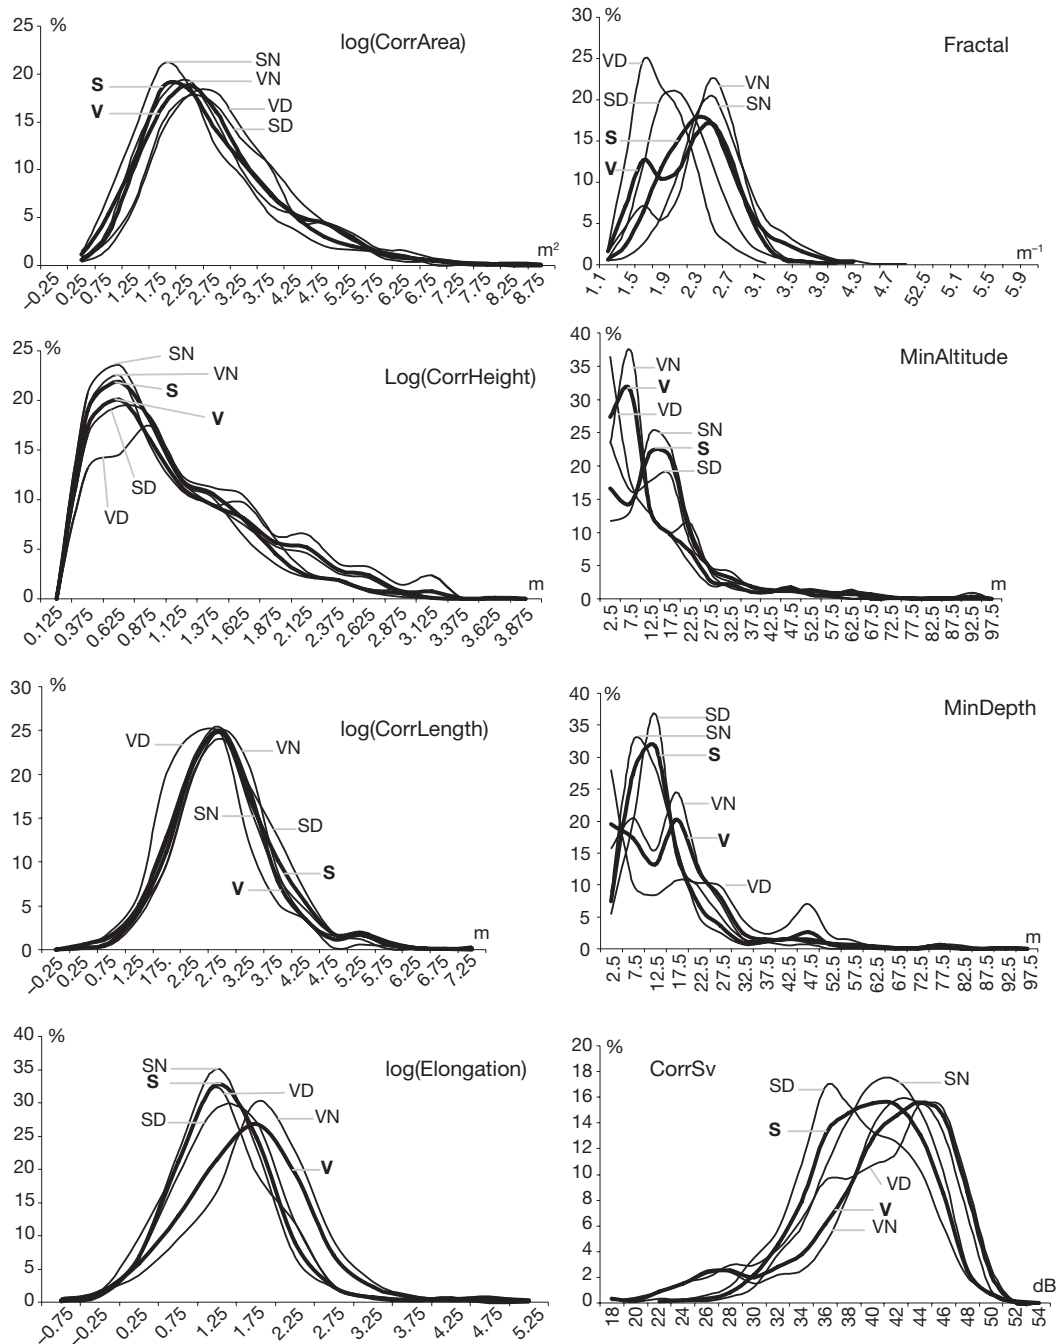 25 %
20
15
10
5
0
log(CorrArea)
SN
VN
S
V
VD
SD
m²
–0.25 0.25 0.75 1.25 1.75 2.25 2.75 3.25 3.75 4.25 4.75 5.25 5.75 6.25 6.75 7.25 7.75 8.25 8.75
30 %
25
20
15
10
5
0
Fractal
VD
SD
S
V
VN
SN
m⁻¹
1.1 1.5 1.9 2.3 2.7 3.1 3.5 3.9 4.3 4.7 52.5 5.1 5.5 5.9
25 %
20
15
10
5
0
Log(CorrHeight)
SN
VN
S
V
SD
VD
m
0.125 0.375 0.625 0.875 1.125 1.375 1.625 1.875 2.125 2.375 2.625 2.875 3.125 3.375 3.625 3.875
40 %
35
30
25
20
15
10
5
0
MinAltitude
VN
V
VD
SN
S
SD
m
2.5 7.5 12.5 17.5 22.5 27.5 32.5 37.5 42.5 47.5 52.5 57.5 62.5 67.5 72.5 77.5 82.5 87.5 92.5 97.5
30 %
25
20
15
10
5
0
log(CorrLength)
VD
VN
SN
SD
S
V
m
–0.25 0.25 0.75 1.25 1.75 2.25 2.75 3.25 3.75 4.25 4.75 5.25 5.75 6.25 6.75 7.25
40 %
35
30
25
20
15
10
5
0
MinDepth
SD
SN
S
VN
V
VD
m
2.5 7.5 12.5 17.5 22.5 27.5 32.5 37.5 42.5 47.5 52.5 57.5 62.5 67.5 72.5 77.5 82.5 87.5 92.5 97.5
40 %
35
30
25
20
15
10
5
0
log(Elongation)
SN
S
SD
VD
VN
V
–0.75 –0.25 0.25 0.75 1.25 1.75 2.25 2.75 3.25 3.75 4.25 4.75 5.25
20 %
18
16
14
12
10
8
6
4
2
0
CorrSv
SD
SN
S
VD
V
VN
dB
18 20 22 24 26 28 30 32 34 36 38 40 42 44 46 48 50 52 54